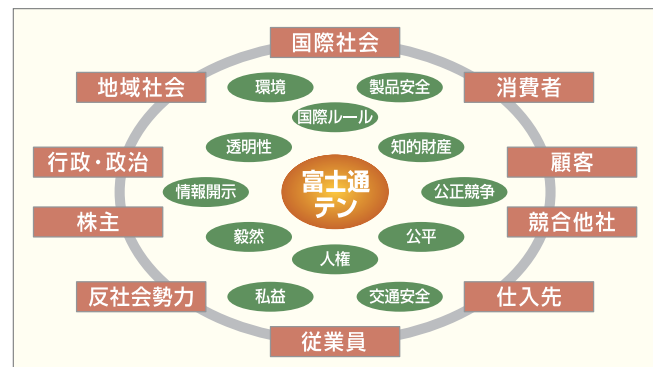 国際社会
地域社会
環境
製品安全
消費者
国際ルール
透明性
知的財産
行政・政治
顧客
富士通
テン
情報開示
公正競争
株主
競合他社
毅然
公平
人権
反社会勢力
私益
交通安全
仕入先
従業員